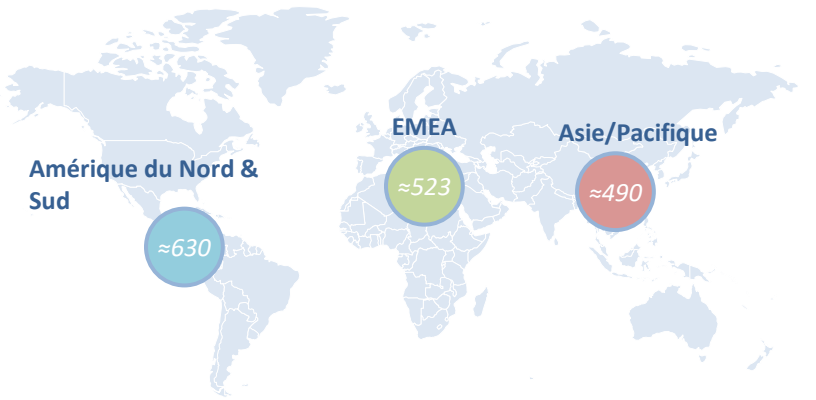 Amérique du Nord &
Sud
≈630
EMEA
≈523
Asie/Pacifique
≈490